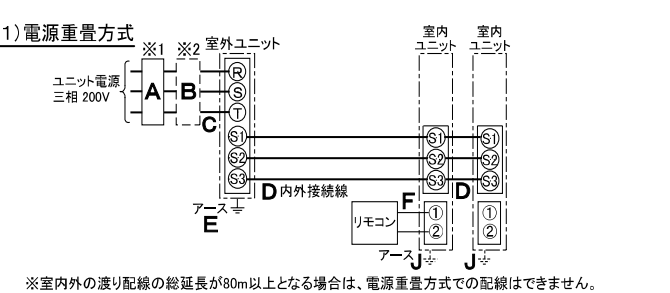 1)電源重畳方式
※1 ※2 室外ユニット 室内 ユニット 室内 ユニット
ユニット電源
三相 200V
A B C
R
S
T
S1 S1 S1
S2 S2 S2
S3 D 内外接続線 S3 D S3
アース
E
リモコン F ① ①
② ②
アース J J
※室内外の渡り配線の総延長が80m以上となる場合は、電源重畳方式での配線はできません。